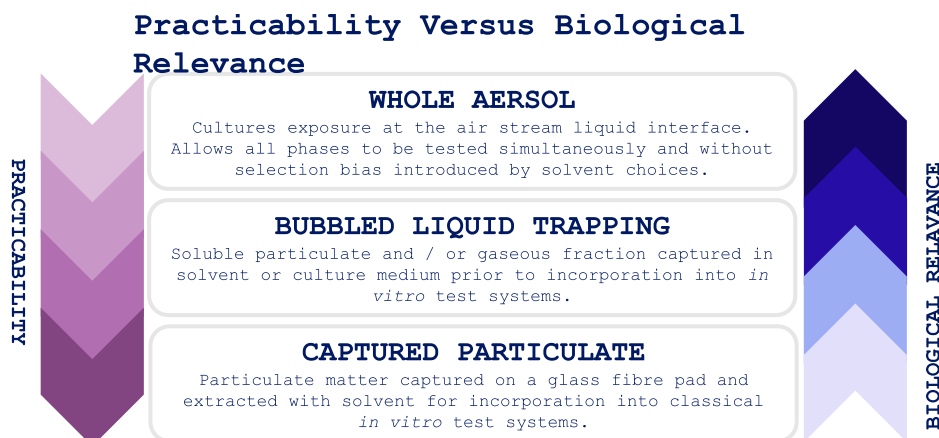 Practicability Versus Biological
Relevance
WHOLE AERSOL
Cultures exposure at the air stream liquid interface.
Allows all phases to be tested simultaneously and without
selection bias introduced by solvent choices.
PRACTICABILITY
BIOLOGICAL RELAVANCE
BUBBLED LIQUID TRAPPING
Soluble particulate and / or gaseous fraction captured in
solvent or culture medium prior to incorporation into in
vitro test systems.
CAPTURED PARTICULATE
Particulate matter captured on a glass fibre pad and
extracted with solvent for incorporation into classical
in vitro test systems.